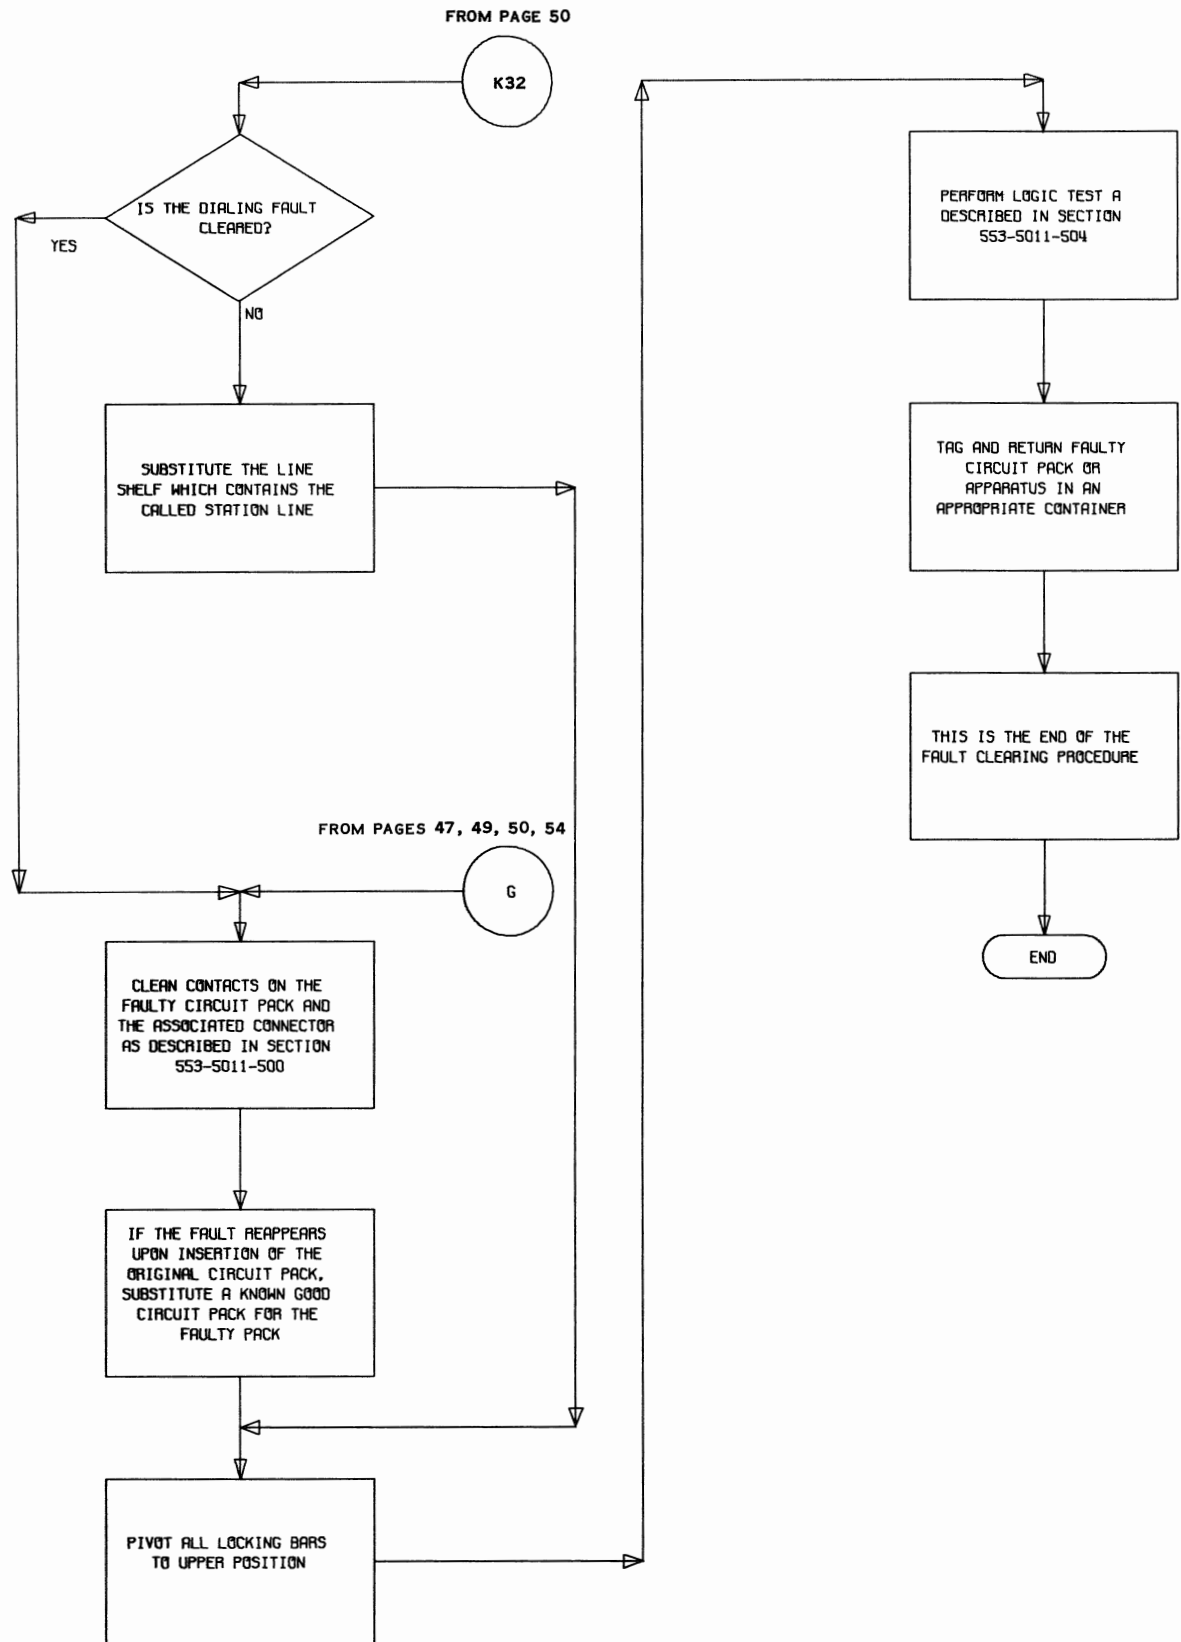 FROM PAGE 50
K32
IS THE DIALING FAULT
CLEARED?
YES
NO
SUBSTITUTE THE LINE
SHELF WHICH CONTAINS THE
CALLED STATION LINE
FROM PAGES 47, 49, 50, 54
G
CLEAN CONTACTS ON THE
FAULTY CIRCUIT PACK AND
THE ASSOCIATED CONNECTOR
AS DESCRIBED IN SECTION
553-5011-500
IF THE FAULT REAPPEARS
UPON INSERTION OF THE
ORIGINAL CIRCUIT PACK,
SUBSTITUTE A KNOWN GOOD
CIRCUIT PACK FOR THE
FAULTY PACK
PIVOT ALL LOCKING BARS
TO UPPER POSITION
PERFORM LOGIC TEST A
DESCRIBED IN SECTION
553-5011-504
TAG AND RETURN FAULTY
CIRCUIT PACK OR
APPARATUS IN AN
APPROPRIATE CONTAINER
THIS IS THE END OF THE
FAULT CLEARING PROCEDURE
END